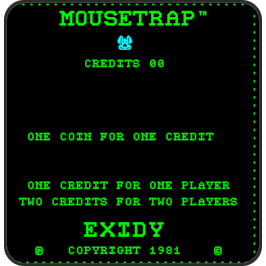 MOUSETRAP™
CREDITS 00
ONE COIN FOR ONE CREDIT
ONE CREDIT FOR ONE PLAYER
TWO CREDITS FOR TWO PLAYERS
EXIDY
℗ COPYRIGHT 1981 ©